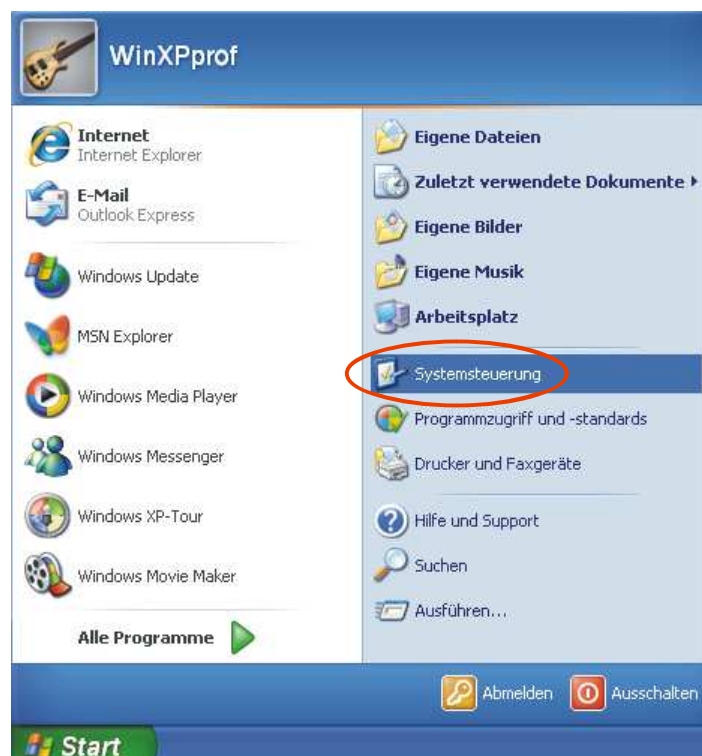 WinXPprof
Internet
Internet Explorer
E-Mail
Outlook Express
Windows Update
MSN Explorer
Windows Media Player
Windows Messenger
Windows XP-Tour
Windows Movie Maker
Alle Programme
Eigene Dateien
Zuletzt verwendete Dokumente
Eigene Bilder
Eigene Musik
Arbeitsplatz
Systemsteuerung
Programmzugriff und -standards
Drucker und Faxgeräte
Hilfe und Support
Suchen
Ausführen...
Abmelden
Ausschalten
Start